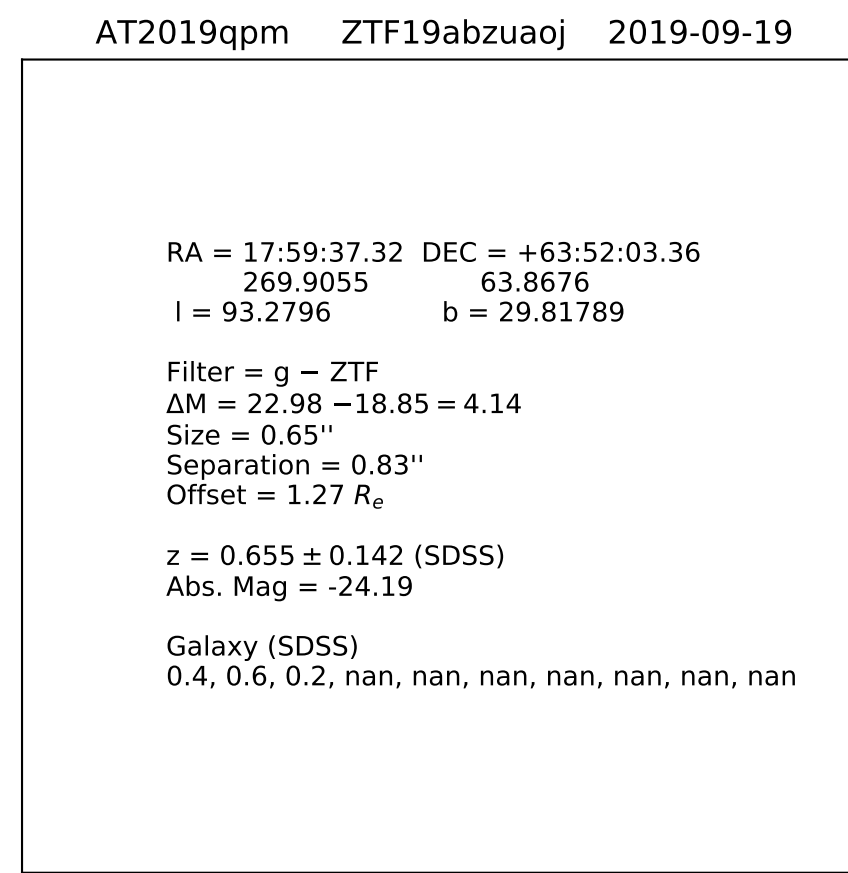 AT2019qpm ZTF19abzuaoj 2019-09-19
RA = 17:59:37.32 DEC = +63:52:03.36
269.9055 63.8676
l = 93.2796 b = 29.81789
Filter = g − ZTF
ΔM = 22.98 −18.85 = 4.14
Size = 0.65''
Separation = 0.83''
Offset = 1.27 Rₑ
z = 0.655 ± 0.142 (SDSS)
Abs. Mag = -24.19
Galaxy (SDSS)
0.4, 0.6, 0.2, nan, nan, nan, nan, nan, nan, nan